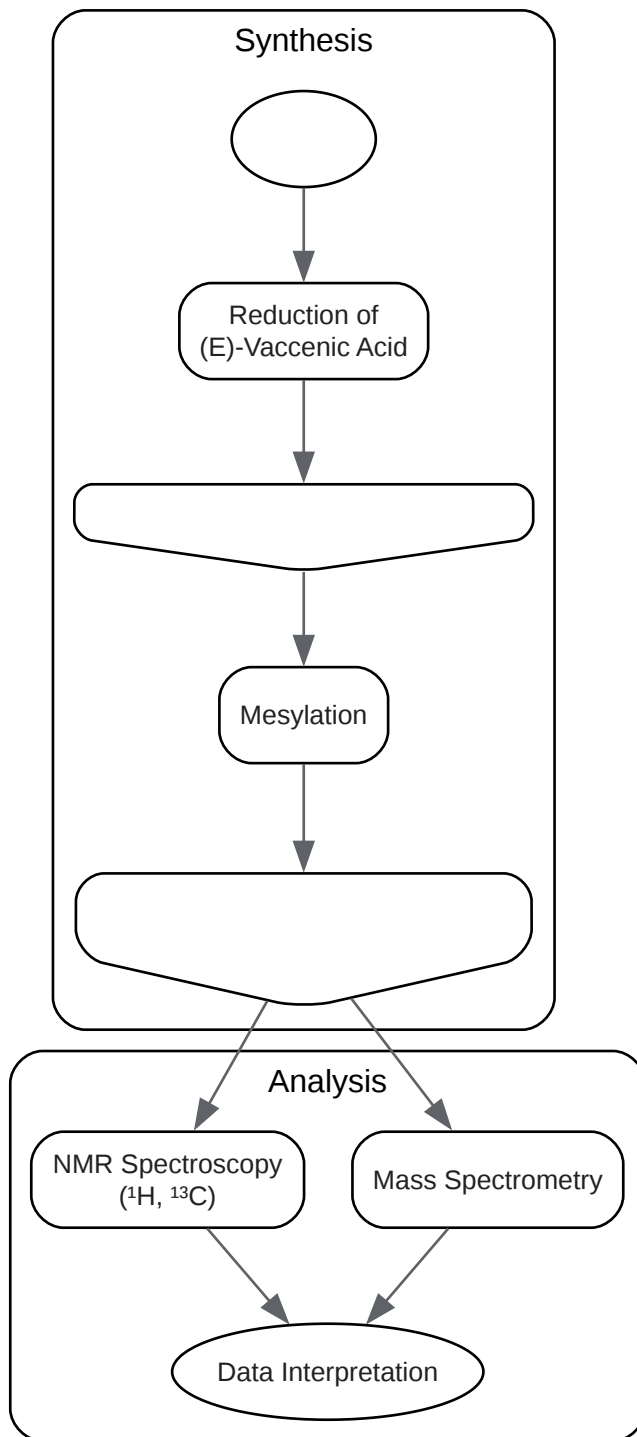 Synthesis
Reduction of
(E)-Vaccenic Acid
Mesylation
Analysis
NMR Spectroscopy
(¹H, ¹³C)
Mass Spectrometry
Data Interpretation